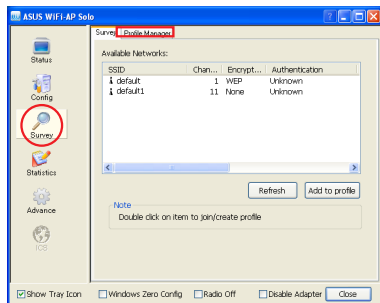 ASUS WiFi-AP Solo
Survey Profile Manager
Status
Config
Survey
Statistics
Advance
ICS
Available Networks:
SSID Chan... Encrypt... Authentication
default 1 WEP Unknown
default1 11 None Unknown
Refresh Add to profile
Note
Double click on item to join/create profile
Show Tray Icon Windows Zero Config Radio Off Disable Adapter Close